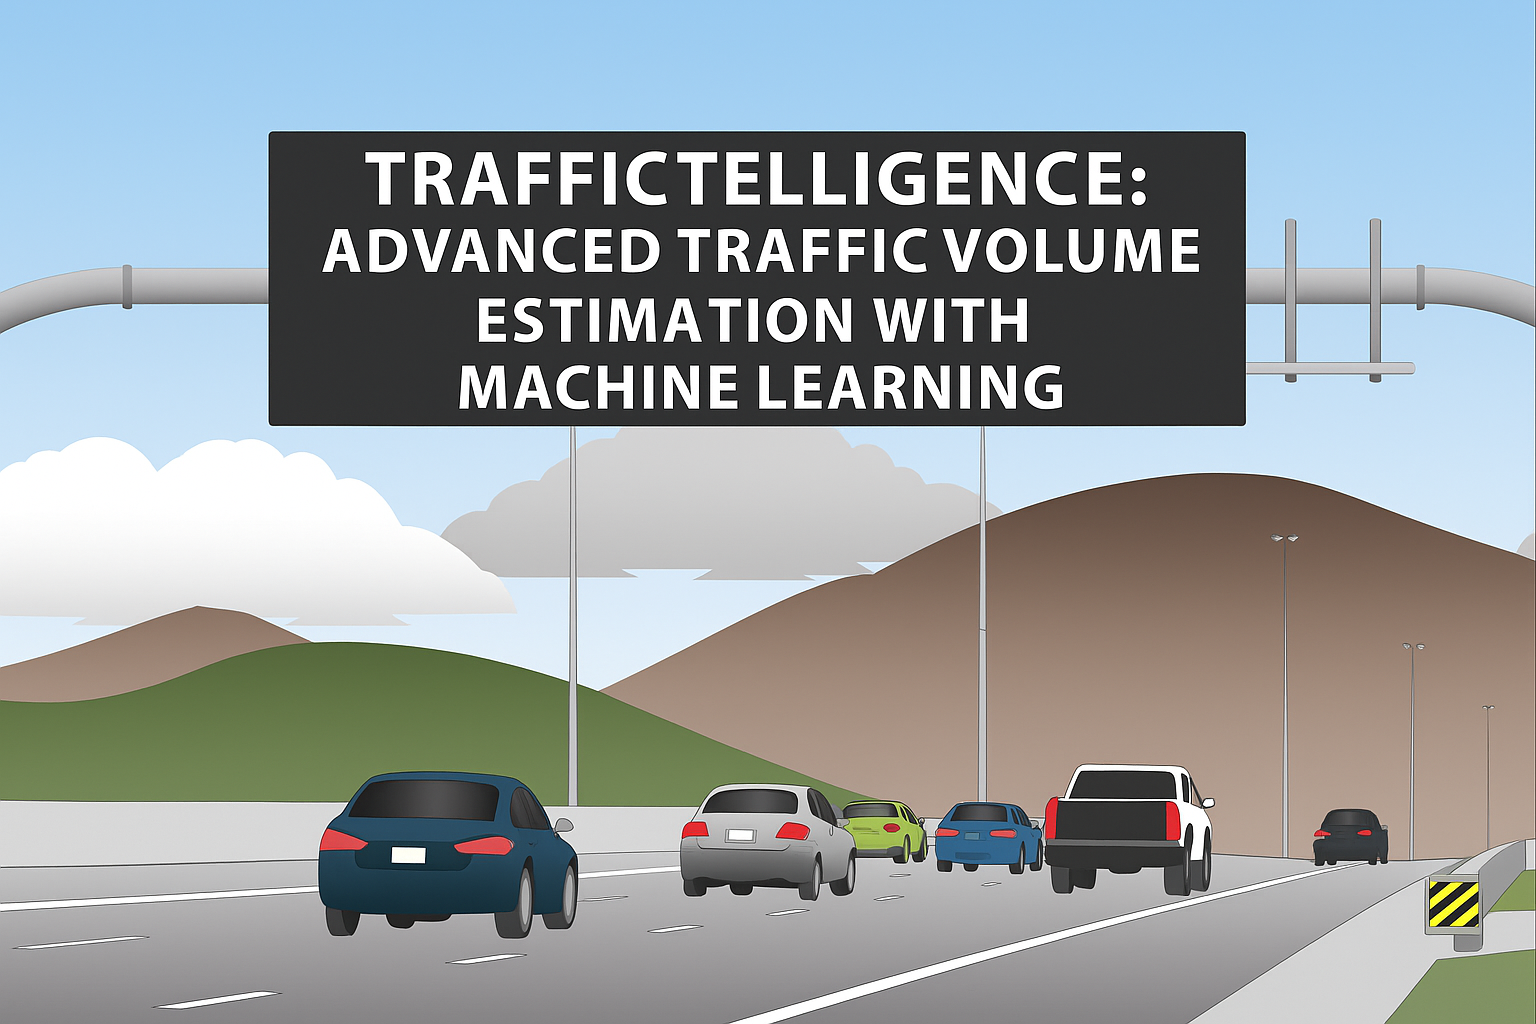 TRAFFICTELLIGENCE:
ADVANCED TRAFFIC VOLUME
ESTIMATION WITH
MACHINE LEARNING